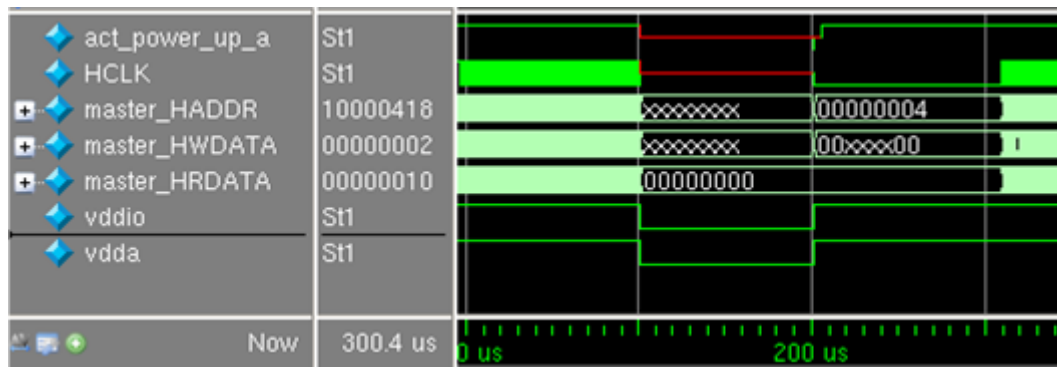 act_power_up_a St1
HCLK St1
master_HADDR 10000418 xxxxxxxx 00000004
master_HWDATA 00000002 xxxxxxxx 00xxxx00
master_HRDATA 00000010 00000000
vddio St1
vdda St1
Now 300.4 us 0 us 200 us